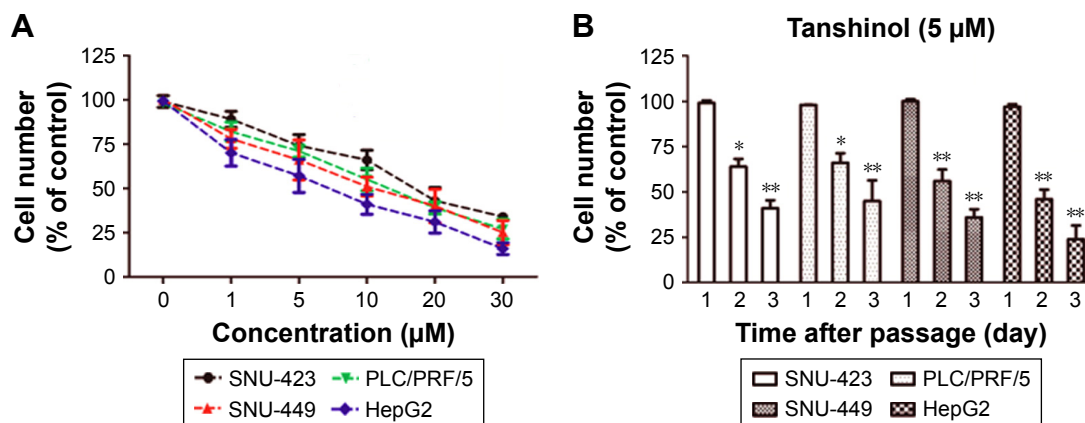 A
125
100
75
50
25
0
Cell number
(% of control)
0 1 5 10 20 30
Concentration (µM)
SNU-423 PLC/PRF/5
SNU-449 HepG2
B
Tanshinol (5 µM)
125
100
75
50
25
0
Cell number
(% of control)
* ** * ** ** ** ** **
1 2 3 1 2 3 1 2 3 1 2 3
Time after passage (day)
SNU-423 PLC/PRF/5
SNU-449 HepG2